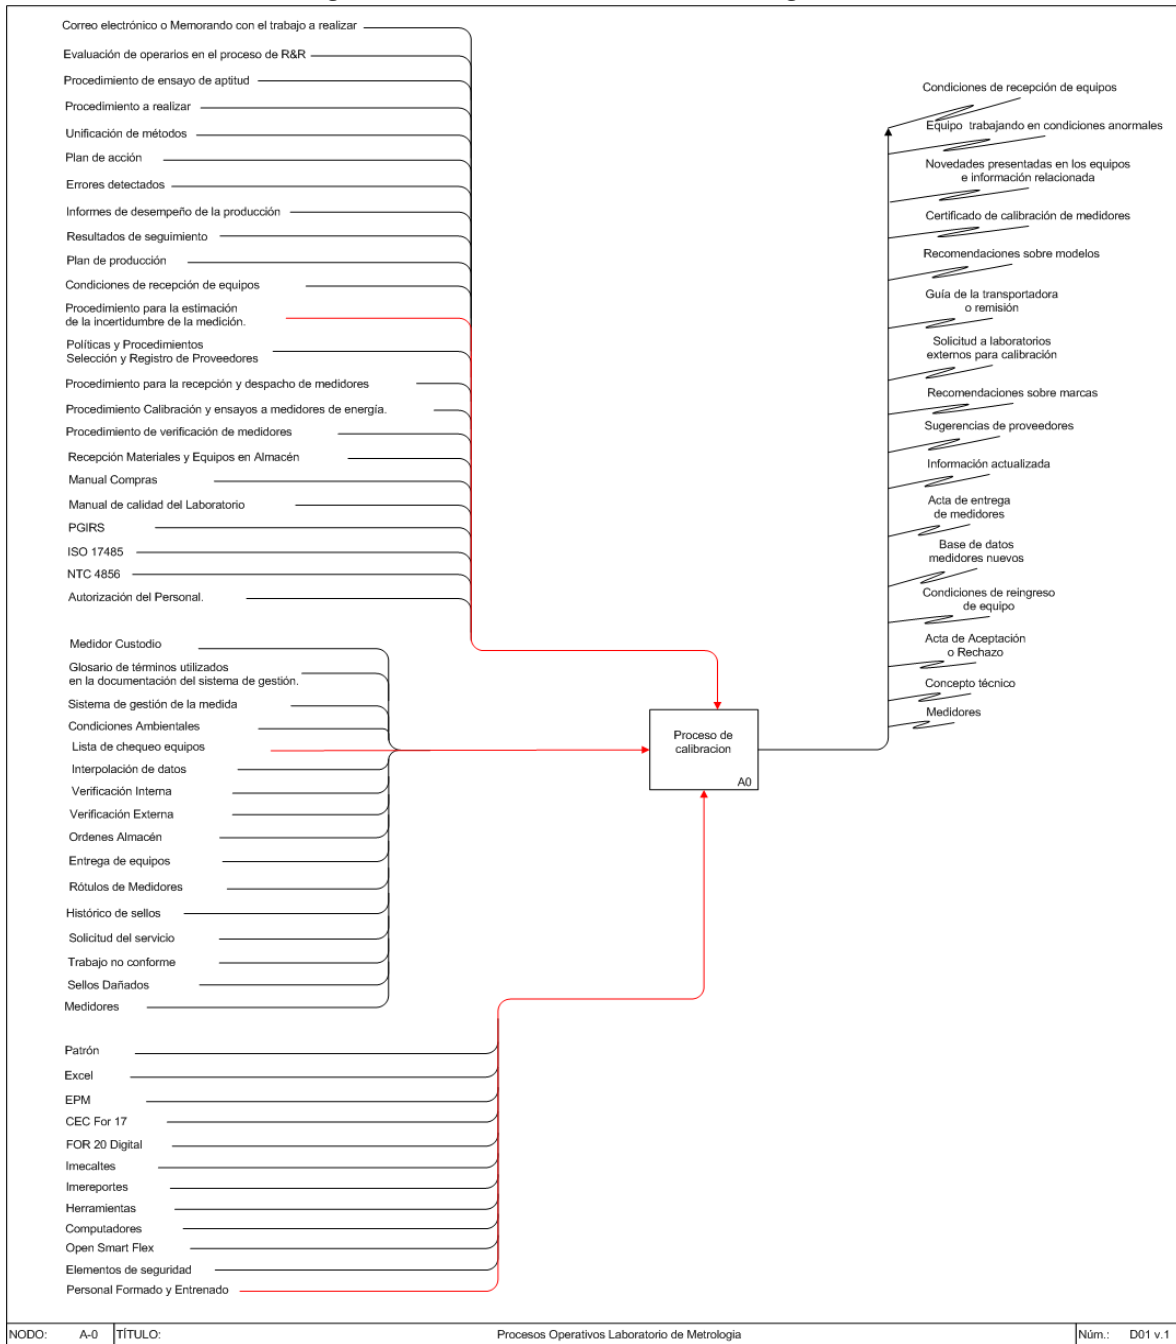 Correo electrónico o Memorando con el trabajo a realizar
Evaluación de operarios en el proceso de R&R
Procedimiento de ensayo de aptitud
Procedimiento a realizar
Unificación de métodos
Plan de acción
Errores detectados
Informes de desempeño de la producción
Resultados de seguimiento
Plan de producción
Condiciones de recepción de equipos
Procedimiento para la estimación
de la incertidumbre de la medición.
Políticas y Procedimientos
Selección y Registro de Proveedores
Procedimiento para la recepción y despacho de medidores
Procedimiento Calibración y ensayos a medidores de energía.
Procedimiento de verificación de medidores
Recepción Materiales y Equipos en Almacén
Manual Compras
Manual de calidad del Laboratorio
PGIRS
ISO 17485
NTC 4856
Autorización del Personal.
Medidor Custodio
Glosario de términos utilizados
en la documentación del sistema de gestión.
Sistema de gestión de la medida
Condiciones Ambientales
Lista de chequeo equipos
Interpolación de datos
Verificación Interna
Verificación Externa
Ordenes Almacén
Entrega de equipos
Rótulos de Medidores
Histórico de sellos
Solicitud del servicio
Trabajo no conforme
Sellos Dañados
Medidores
Patrón
Excel
EPM
CEC For 17
FOR 20 Digital
Imecaltes
Imereportes
Herramientas
Computadores
Open Smart Flex
Elementos de seguridad
Personal Formado y Entrenado
Proceso de
calibracion
A0
Condiciones de recepción de equipos
Equipo trabajando en condiciones anormales
Novedades presentadas en los equipos
e información relacionada
Certificado de calibración de medidores
Recomendaciones sobre modelos
Guía de la transportadora
o remisión
Solicitud a laboratorios
externos para calibración
Recomendaciones sobre marcas
Sugerencias de proveedores
Información actualizada
Acta de entrega
de medidores
Base de datos
medidores nuevos
Condiciones de reingreso
de equipo
Acta de Aceptación
o Rechazo
Concepto técnico
Medidores
NODO: A-0 TÍTULO: Procesos Operativos Laboratorio de Metrologia Núm.: D01 v.1